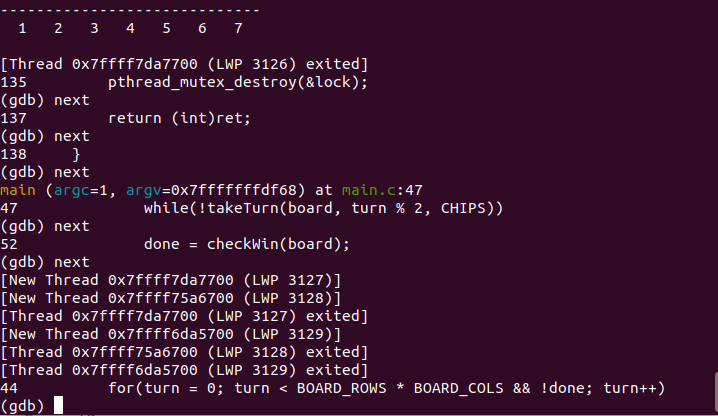 -----------------------------
1 2 3 4 5 6 7
[Thread 0x7ffff7da7700 (LWP 3126) exited]
135 pthread_mutex_destroy(&lock);
(gdb) next
137 return (int)ret;
(gdb) next
138 }
(gdb) next
main (argc=1, argv=0x7fffffffdf68) at main.c:47
47 while(!takeTurn(board, turn % 2, CHIPS))
(gdb) next
52 done = checkWin(board);
(gdb) next
[New Thread 0x7ffff7da7700 (LWP 3127)]
[New Thread 0x7ffff75a6700 (LWP 3128)]
[Thread 0x7ffff7da7700 (LWP 3127) exited]
[New Thread 0x7ffff6da5700 (LWP 3129)]
[Thread 0x7ffff75a6700 (LWP 3128) exited]
[Thread 0x7ffff6da5700 (LWP 3129) exited]
44 for(turn = 0; turn < BOARD_ROWS * BOARD_COLS && !done; turn++)
(gdb)